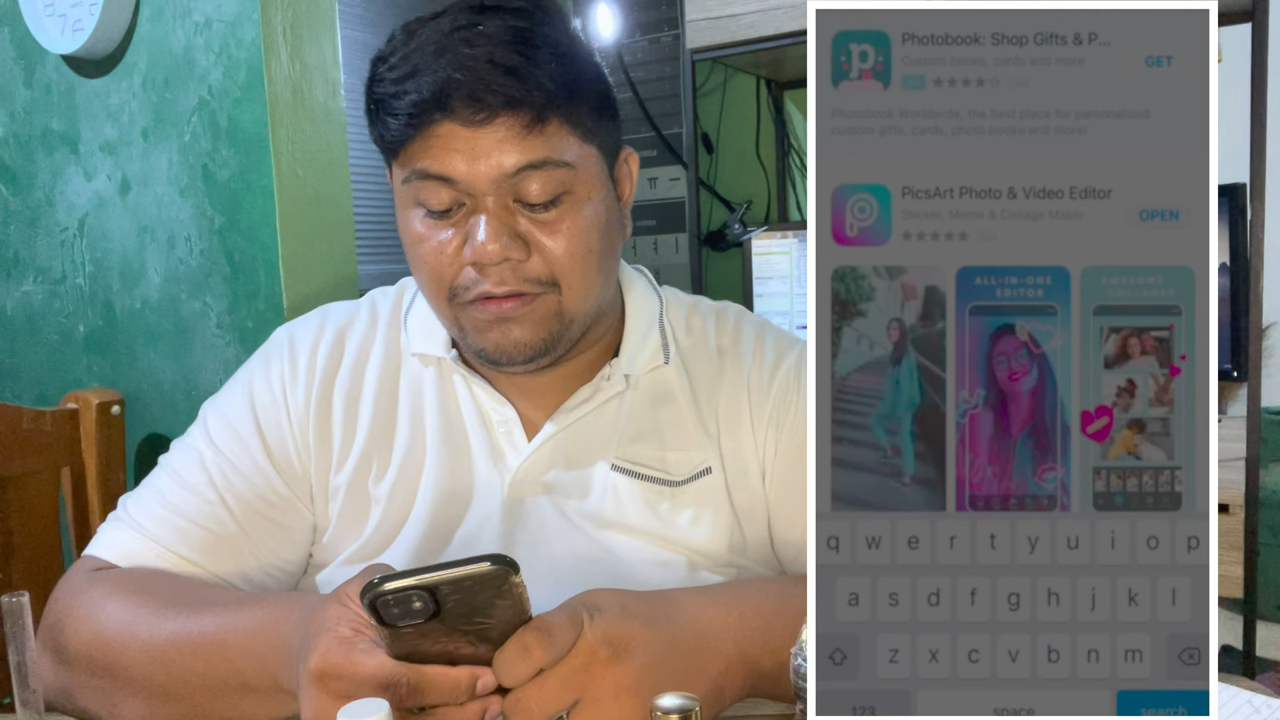 Photobook: Shop Gifts & P...
Custom books, cards and more
GET
Photobook Worldwide, the best place for personalised
custom gifts, cards, photo books and more!
PicsArt Photo & Video Editor
Sticker, Meme & Collage Maker
OPEN
ALL-IN-ONE
EDITOR
AWESOME
COLLAGES
q w e r t y u i o p
a s d f g h j k l
z x c v b n m
123 space search